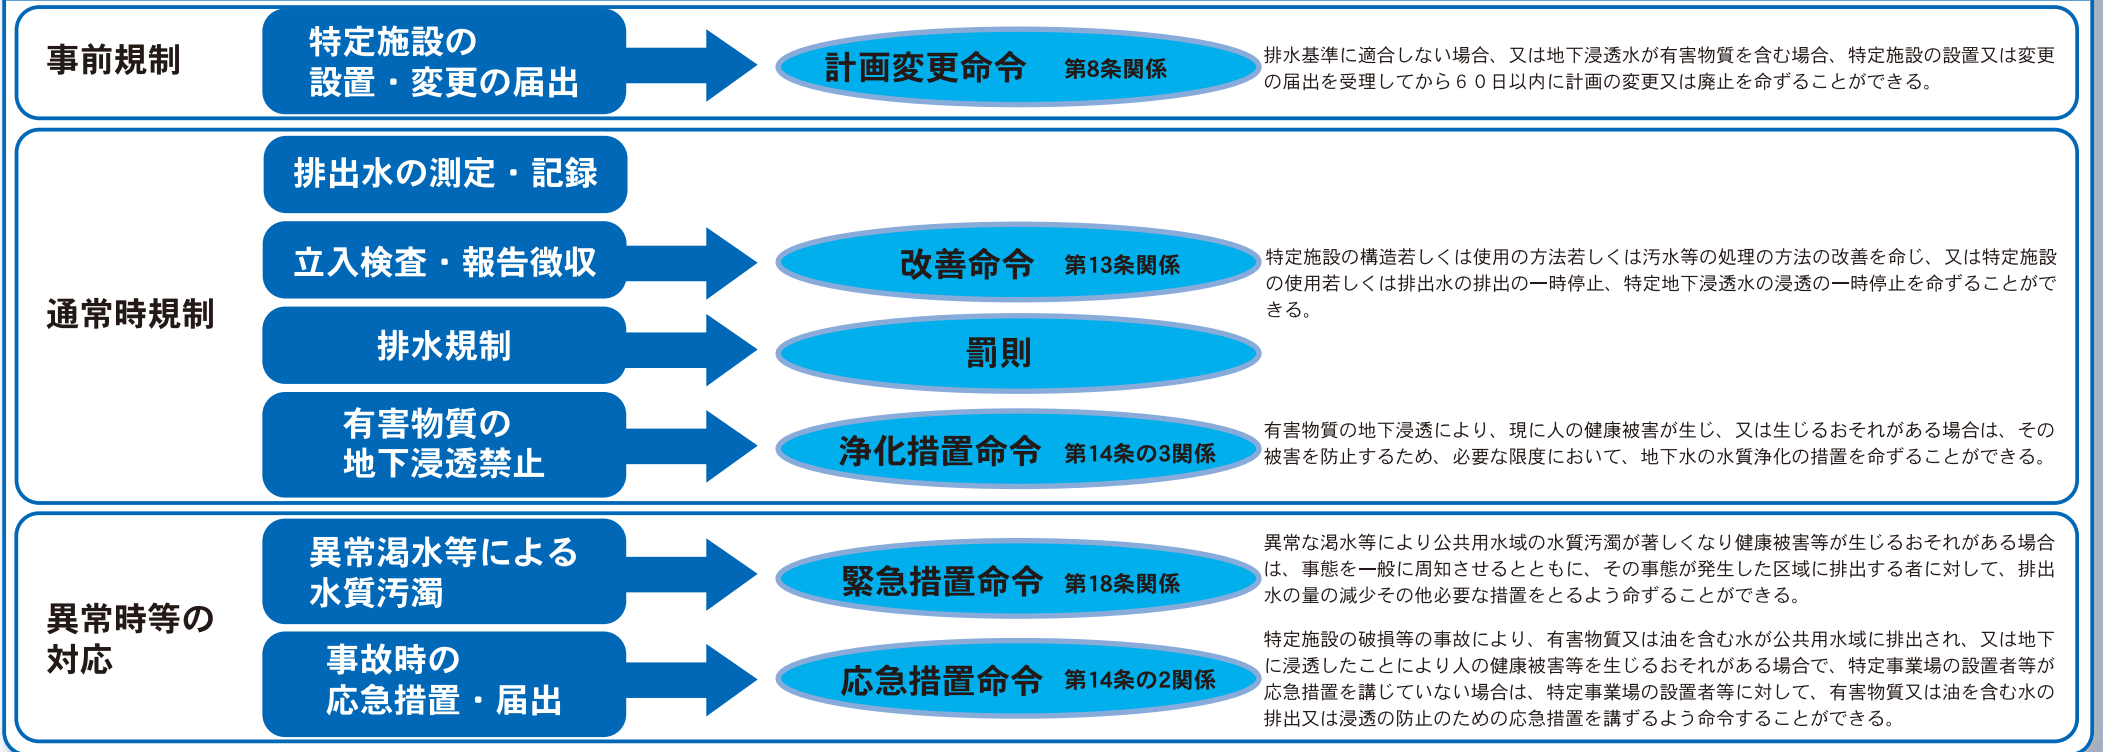 事前規制
特定施設の
設置・変更の届出
計画変更命令 第8条関係
排水基準に適合しない場合、又は地下浸透水が有害物質を含む場合、特定施設の設置又は変更
の届出を受理してから６０日以内に計画の変更又は廃止を命ずることができる。
通常時規制
排出水の測定・記録
立入検査・報告徴収
改善命令 第13条関係
特定施設の構造若しくは使用の方法若しくは汚水等の処理の方法の改善を命じ、又は特定施設
の使用若しくは排出水の排出の一時停止、特定地下浸透水の浸透の一時停止を命ずることがで
きる。
排水規制
罰則
有害物質の
地下浸透禁止
浄化措置命令 第14条の3関係
有害物質の地下浸透により、現に人の健康被害が生じ、又は生じるおそれがある場合は、その
被害を防止するため、必要な限度において、地下水の水質浄化の措置を命ずることができる。
異常時等の
対応
異常渇水等による
水質汚濁
緊急措置命令 第18条関係
異常な渇水等により公共用水域の水質汚濁が著しくなり健康被害等が生じるおそれがある場合
は、事態を一般に周知させるとともに、その事態が発生した区域に排出する者に対して、排出
水の量の減少その他必要な措置をとるよう命ずることができる。
事故時の
応急措置・届出
応急措置命令 第14条の2関係
特定施設の破損等の事故により、有害物質又は油を含む水が公共用水域に排出され、又は地下
に浸透したことにより人の健康被害等を生じるおそれがある場合で、特定事業場の設置者等が
応急措置を講じていない場合は、特定事業場の設置者等に対して、有害物質又は油を含む水の
排出又は浸透の防止のための応急措置を講ずるよう命令することができる。